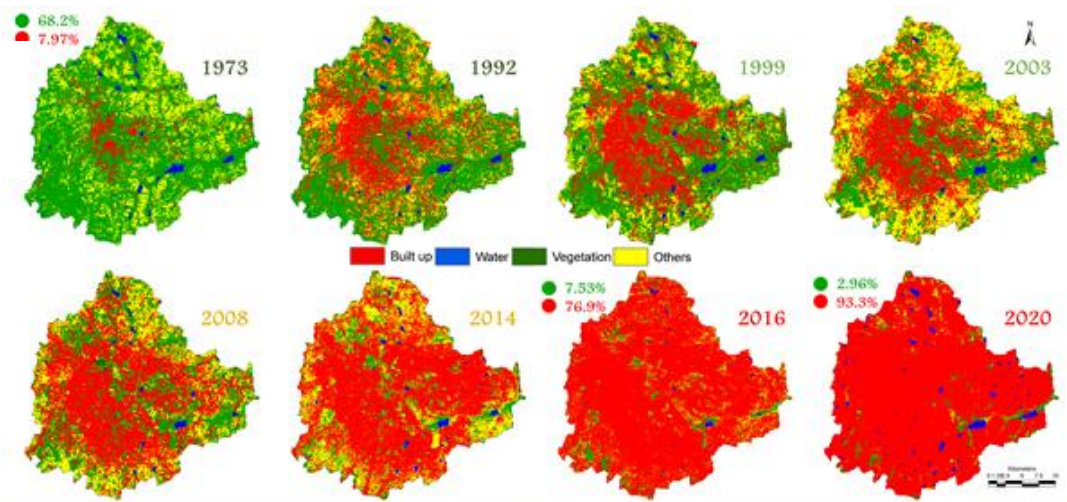 68.2%
7.97%
1973
1992
1999
N
2003
Built up
Water
Vegetation
Others
2008
2014
7.53%
76.9%
2016
2.96%
93.3%
2020
Kilometers